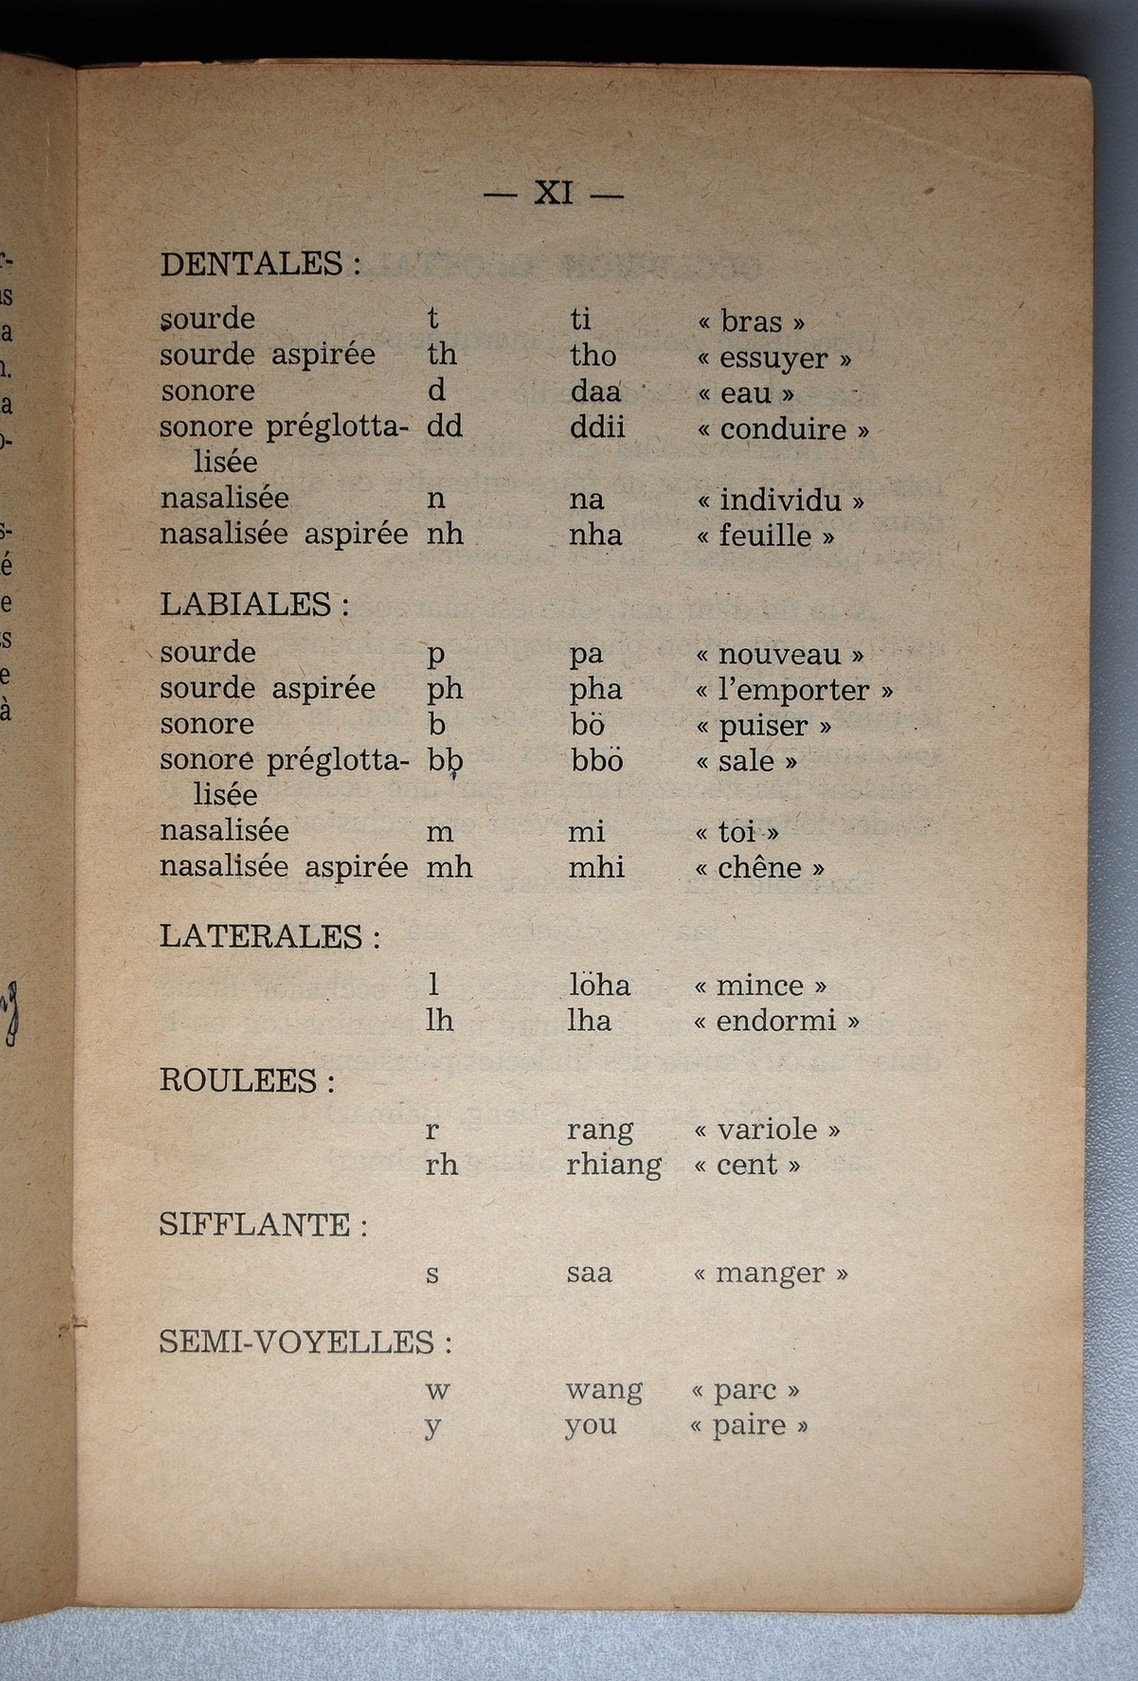 — XI —
DENTALES :
sourde t ti « bras »
sourde aspirée th tho « essuyer »
sonore d daa « eau »
sonore préglotta- dd ddii « conduire »
lisée
nasalisée n na « individu »
nasalisée aspirée nh nha « feuille »
LABIALES :
sourde p pa « nouveau »
sourde aspirée ph pha « l’emporter »
sonore b bö « puiser »
sonore préglotta- bb bbö « sale »
lisée
nasalisée m mi « toi »
nasalisée aspirée mh mhi « chêne »
LATERALES :
l löha « mince »
lh lha « endormi »
ROULEES :
r rang « variole »
rh rhiang « cent »
SIFFLANTE :
s saa « manger »
SEMI-VOYELLES :
w wang « parc »
y you « paire »